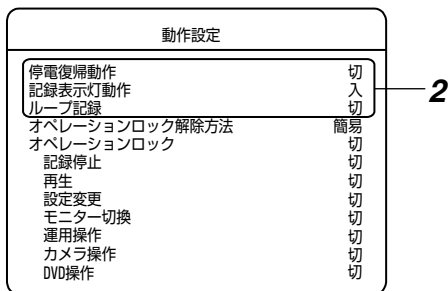 動作設定
停電復帰動作 切
記録表示灯動作 入
ループ記録 切
オペレーションロック解除方法 簡易
オペレーションロック 切
記録停止 切
再生 切
設定変更 切
モニター切換 切
運用操作 切
カメラ操作 切
DVD操作 切
2